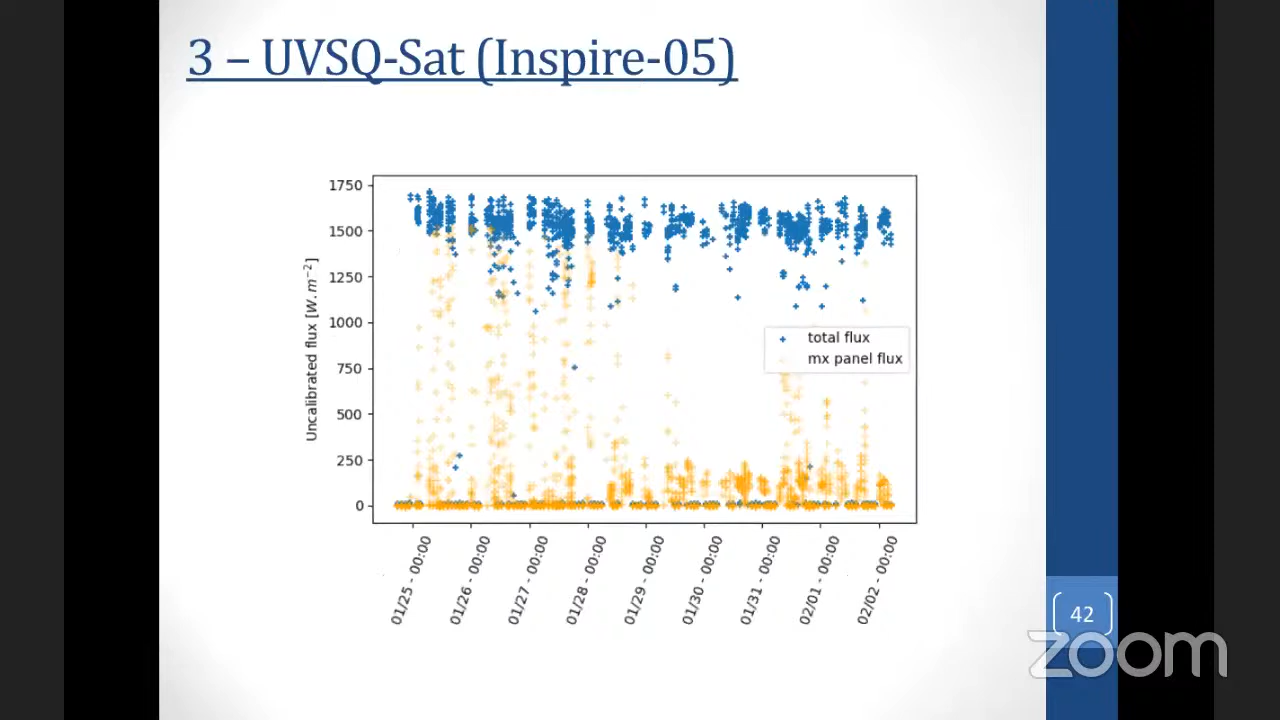 3 – UVSQ-Sat (Inspire-05)
1750
1500
1250
1000
750
500
250
0
Uncalibrated flux [W.m⁻²]
total flux
mx panel flux
01/25 - 00:00
01/26 - 00:00
01/27 - 00:00
01/28 - 00:00
01/29 - 00:00
01/30 - 00:00
01/31 - 00:00
02/01 - 00:00
02/02 - 00:00
42
zoom